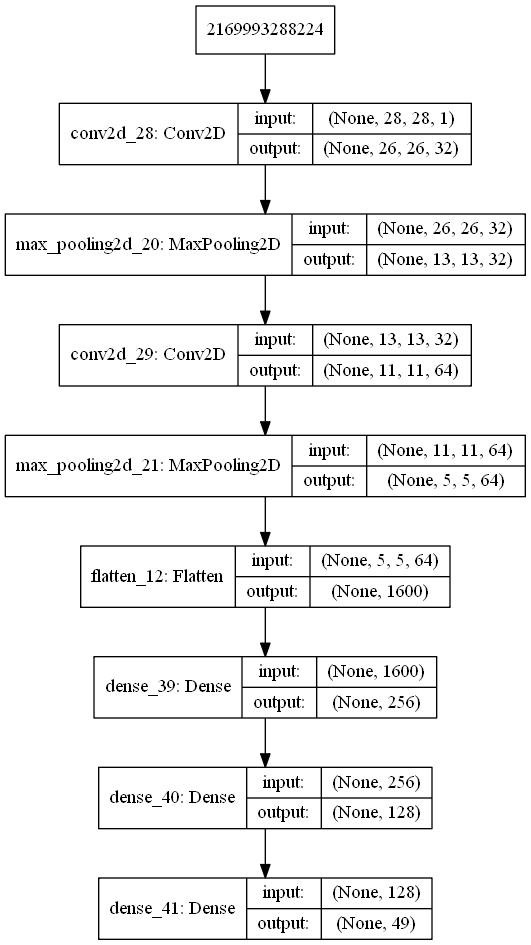 2169993288224
conv2d_28: Conv2D
input: (None, 28, 28, 1)
output: (None, 26, 26, 32)
max_pooling2d_20: MaxPooling2D
input: (None, 26, 26, 32)
output: (None, 13, 13, 32)
conv2d_29: Conv2D
input: (None, 13, 13, 32)
output: (None, 11, 11, 64)
max_pooling2d_21: MaxPooling2D
input: (None, 11, 11, 64)
output: (None, 5, 5, 64)
flatten_12: Flatten
input: (None, 5, 5, 64)
output: (None, 1600)
dense_39: Dense
input: (None, 1600)
output: (None, 256)
dense_40: Dense
input: (None, 256)
output: (None, 128)
dense_41: Dense
input: (None, 128)
output: (None, 49)